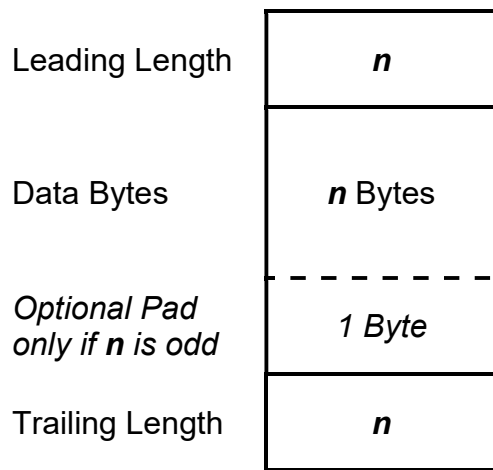 Leading Length n
Data Bytes n Bytes
Optional Pad
only if n is odd
1 Byte
Trailing Length n